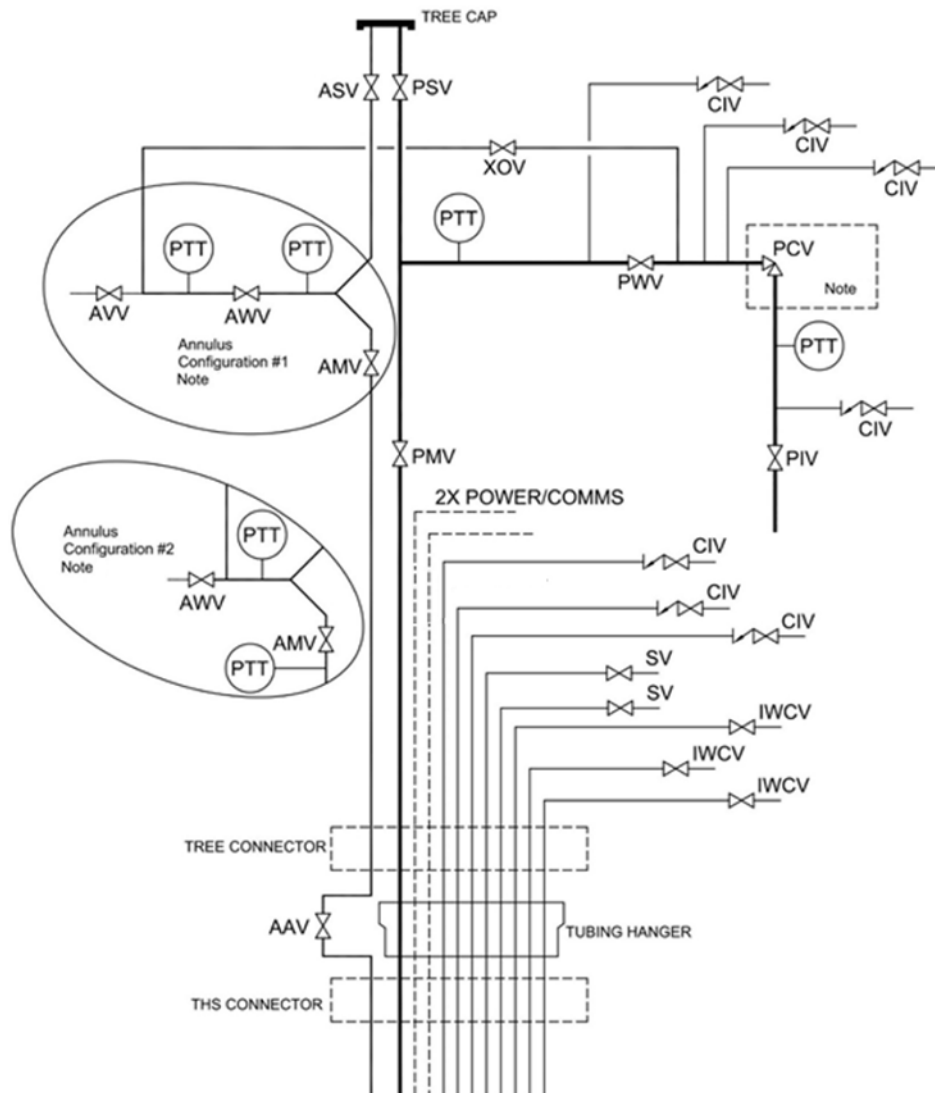 TREE CAP
ASV
PSV
CIV
CIV
XOV
CIV
PTT
PTT
PTT
PCV
Note
AVV
AWV
PWV
Annulus
Configuration #1
Note
AMV
PTT
CIV
PMV
PIV
2X POWER/COMMS
Annulus
Configuration #2
Note
PTT
AWV
AMV
PTT
CIV
CIV
CIV
SV
SV
IWCV
IWCV
IWCV
TREE CONNECTOR
AAV
TUBING HANGER
THS CONNECTOR